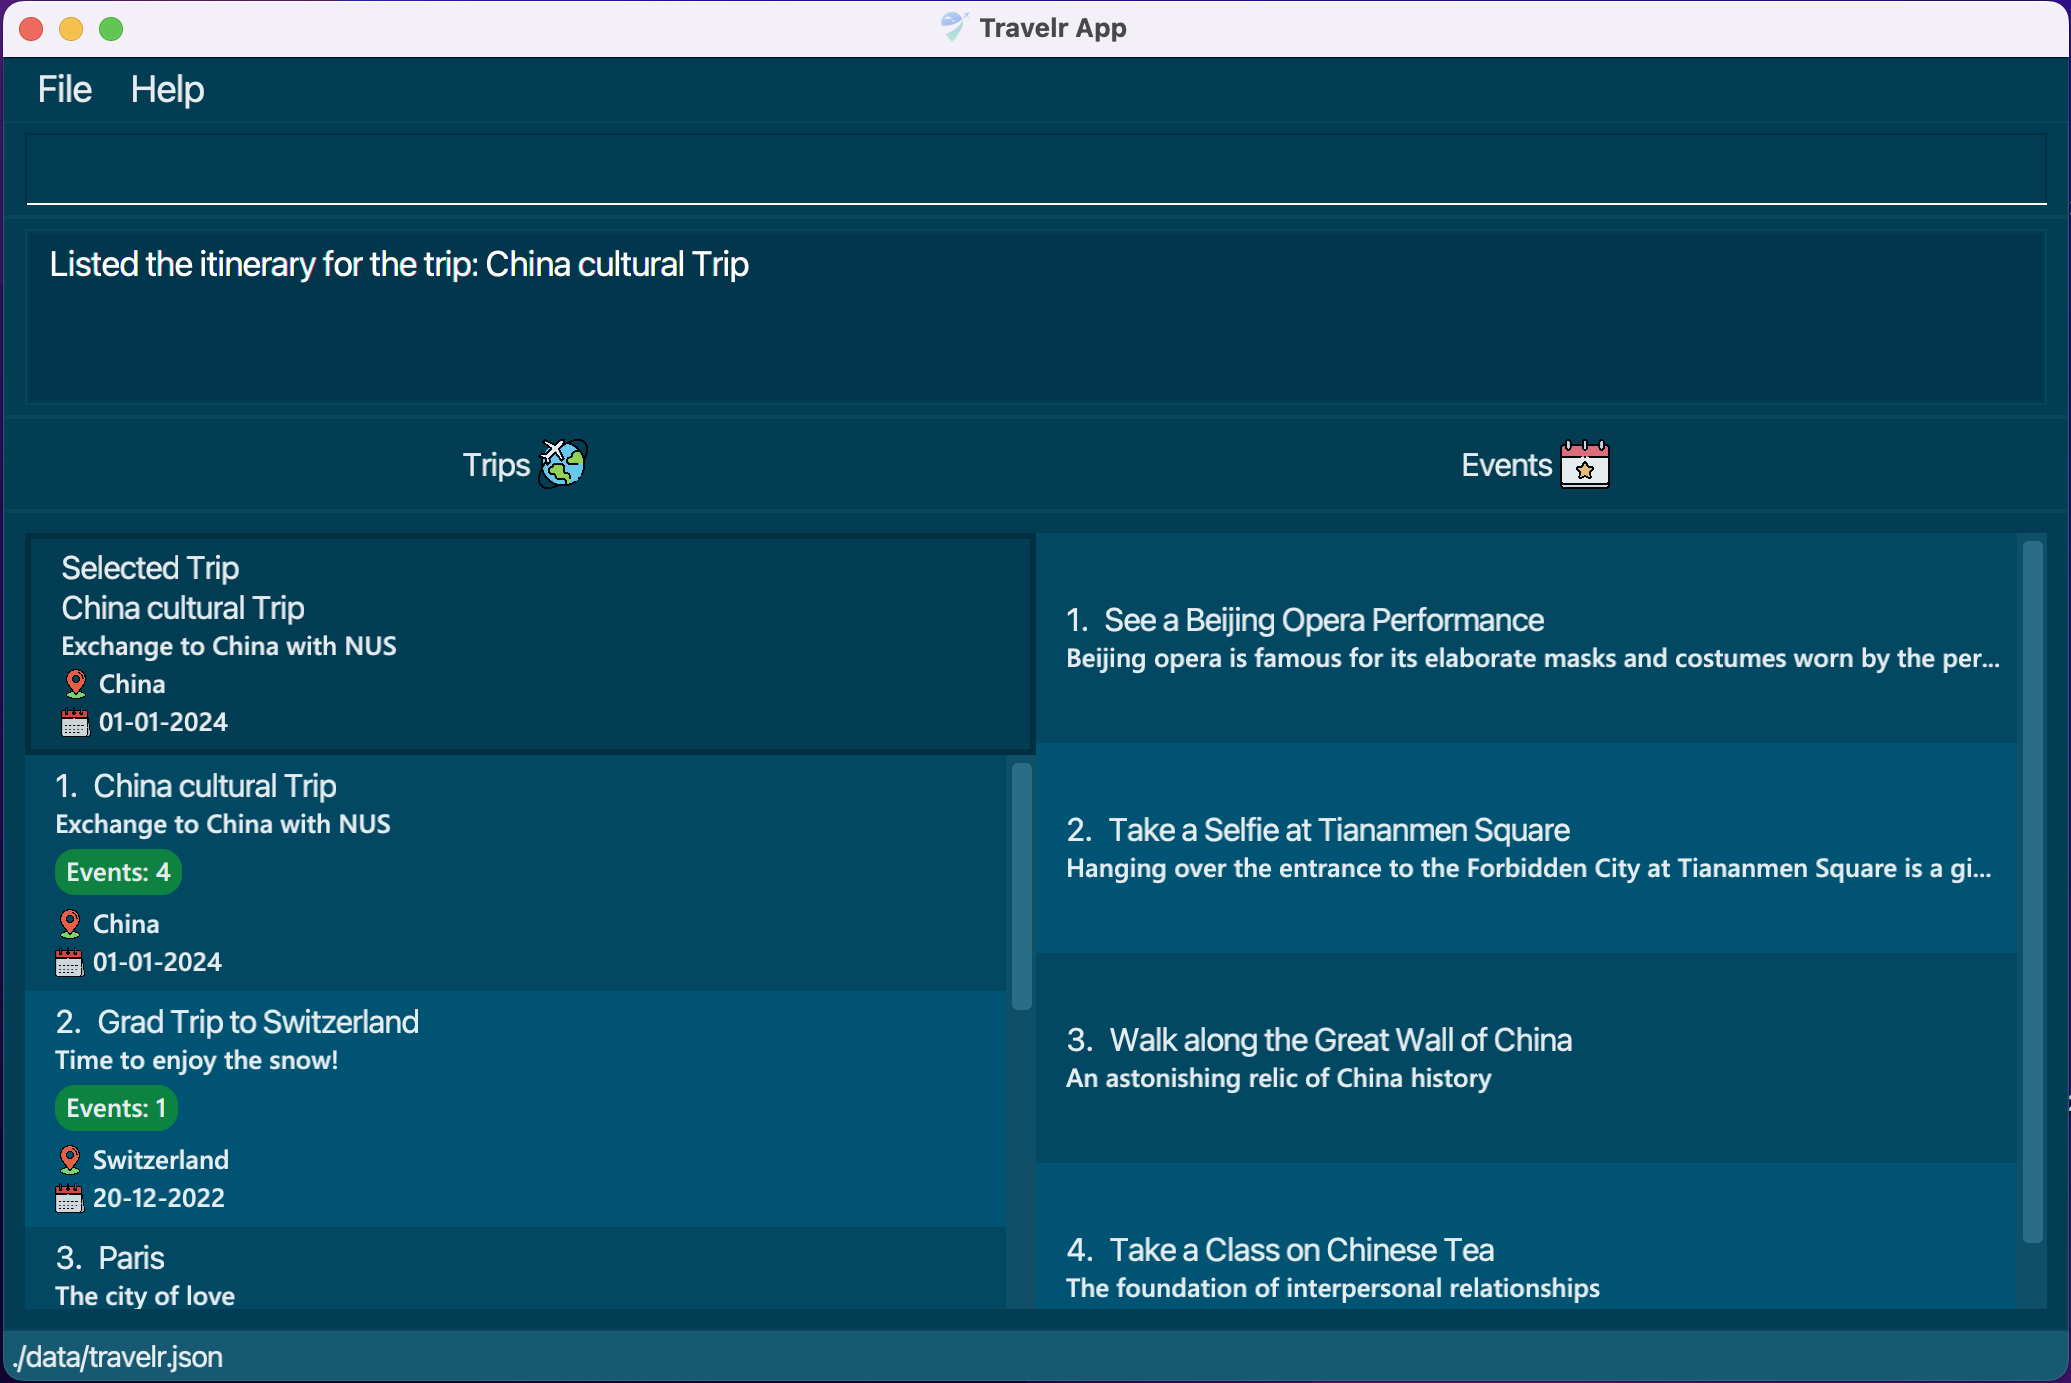 Travelr App
File Help
Listed the itinerary for the trip: China cultural Trip
Trips
Events
Selected Trip
China cultural Trip
Exchange to China with NUS
China
01-01-2024
1. China cultural Trip
Exchange to China with NUS
Events: 4
China
01-01-2024
2. Grad Trip to Switzerland
Time to enjoy the snow!
Events: 1
Switzerland
20-12-2022
3. Paris
The city of love
1. See a Beijing Opera Performance
Beijing opera is famous for its elaborate masks and costumes worn by the per...
2. Take a Selfie at Tiananmen Square
Hanging over the entrance to the Forbidden City at Tiananmen Square is a gi...
3. Walk along the Great Wall of China
An astonishing relic of China history
4. Take a Class on Chinese Tea
The foundation of interpersonal relationships
./data/travelr.json